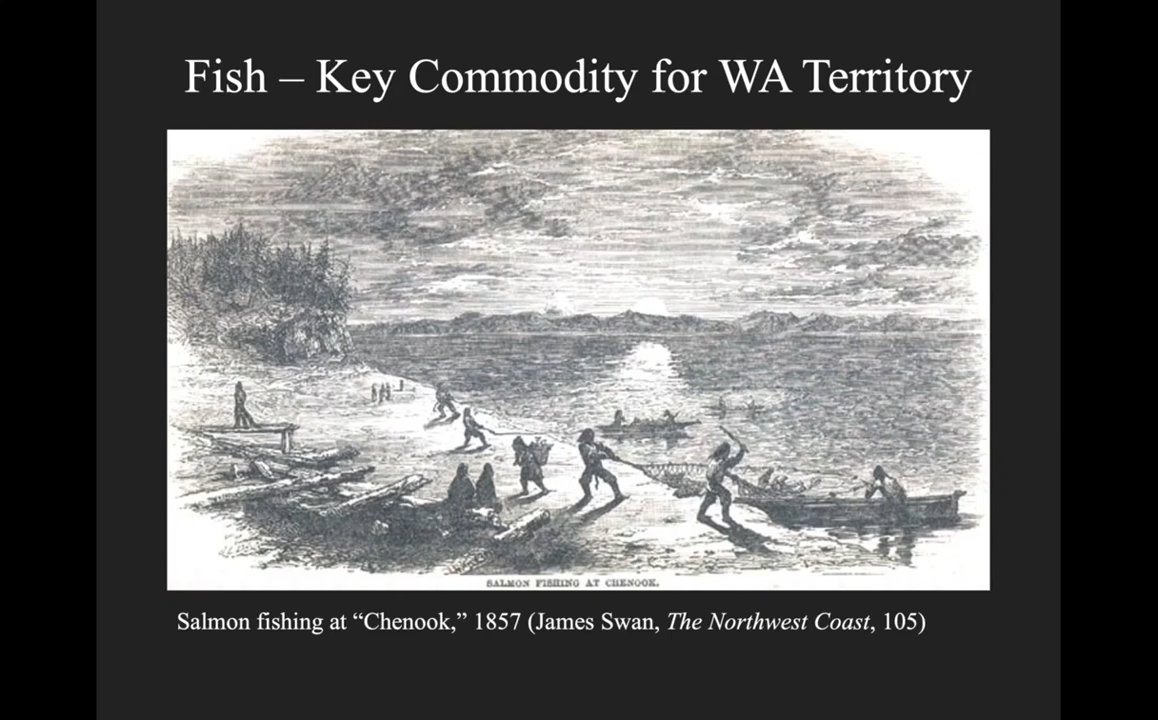 Fish – Key Commodity for WA Territory
SALMON FISHING AT CHENOOK.
Salmon fishing at “Chenook,” 1857 (James Swan, The Northwest Coast, 105)